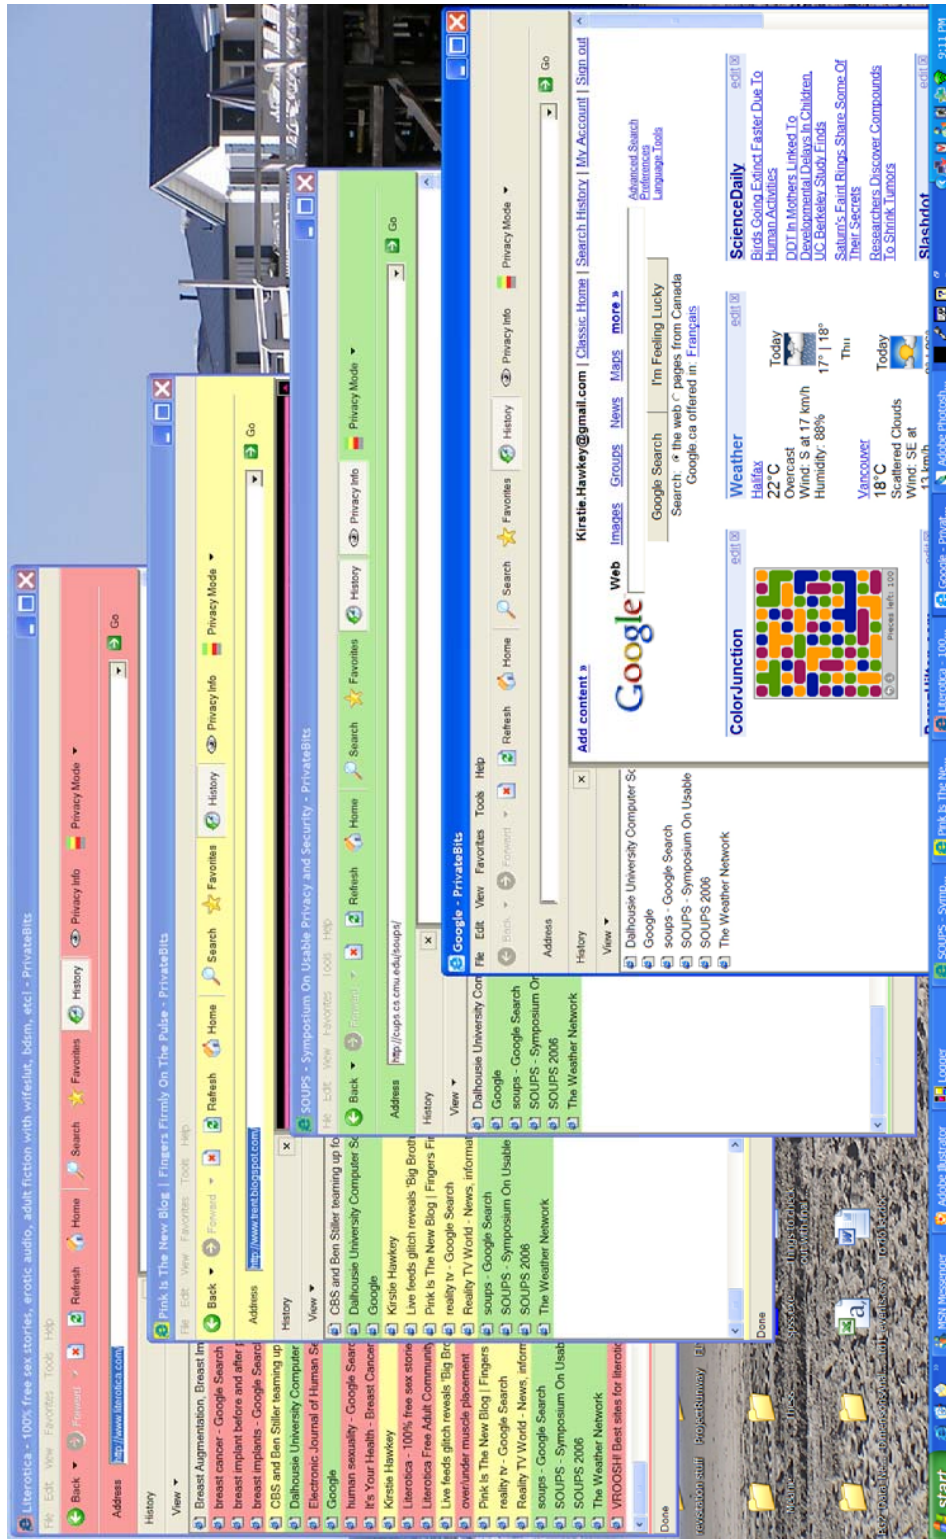 Literotica - 100% free sex stories, erotic audio, adult fiction with wifeslut, bdsm, etc! - PrivateBits
File Edit View Favorites Tools Help
Back Forward Refresh Home Search Favorites History Privacy Info Privacy Mode
Address http://www.literotica.com/ Go
History
View
Breast Augmentation, Breast Im
breast cancer - Google Search
breast implant before and after
breast implants - Google Searc
CBS and Ben Stiller teaming up
Dalhousie University Computer
Electronic Journal of Human Se
Google
human sexuality - Google Searc
It's Your Health - Breast Cancer
Kirstie Hawkey
Literotica - 100% free sex storie
Literotica Free Adult Community
Live feeds glitch reveals 'Big Bro
over/under muscle placement
Pink Is The New Blog | Fingers
reality tv - Google Search
Reality TV World - News, inform
soups - Google Search
SOUPS - Symposium On Usab
SOUPS 2006
The Weather Network
VROOSH! Best sites for literotic
Done
Pink Is The New Blog | Fingers Firmly On The Pulse - PrivateBits
File Edit View Favorites Tools Help
Back Forward Refresh Home Search Favorites History Privacy Info Privacy Mode
Address http://www.trent.blogspot.com/ Go
History
View
CBS and Ben Stiller teaming up fo
Dalhousie University Computer Sc
Google
Kirstie Hawkey
Live feeds glitch reveals 'Big Broth
Pink Is The New Blog | Fingers Fir
reality tv - Google Search
Reality TV World - News, informat
soups - Google Search
SOUPS - Symposium On Usable
SOUPS 2006
The Weather Network
Done
SOUPS - Symposium On Usable Privacy and Security - PrivateBits
File Edit View Favorites Tools Help
Back Forward Refresh Home Search Favorites History Privacy Info Privacy Mode
Address http://cups.cs.cmu.edu/soups/ Go
History
View
Dalhousie University Com
Google
soups - Google Search
SOUPS - Symposium Or
SOUPS 2006
The Weather Network
Google - PrivateBits
File Edit View Favorites Tools Help
Back Forward Refresh Home Search Favorites History Privacy Info Privacy Mode
Address Go
History
View
Dalhousie University Computer Sc
Google
soups - Google Search
SOUPS - Symposium On Usable
SOUPS 2006
The Weather Network
Add content »
Kirstie.Hawkey@gmail.com | Classic Home | Search History | My Account | Sign out
Google
Web Images Groups News Maps more »
Advanced Search
Preferences
Language Tools
Google Search I'm Feeling Lucky
Search: the web pages from Canada
Google.ca offered in: Français
ColorJunction edit
Pieces left: 100
Weather edit
Halifax
22°C
Overcast
Wind: S at 17 km/h
Humidity: 88%
Today
17° | 18°
Thu
Vancouver
18°C
Scattered Clouds
Wind: SE at
13 km/h
Today
ScienceDaily edit
Birds Going Extinct Faster Due To
Human Activities
DDT In Mothers Linked To
Developmental Delays In Children,
UC Berkeley Study Finds
Saturn's Faint Rings Share Some Of
Their Secrets
Researchers Discover Compounds
To Shrink Tumors
Slashdot edit
ProjectRunway
start
MSN Messenger
Adobe Illustrator
Logger
SOUPS - Symp...
Pink Is The Ne...
Literotica - 100...
Google - Privat...
Adobe Photosh...
9:11 PM